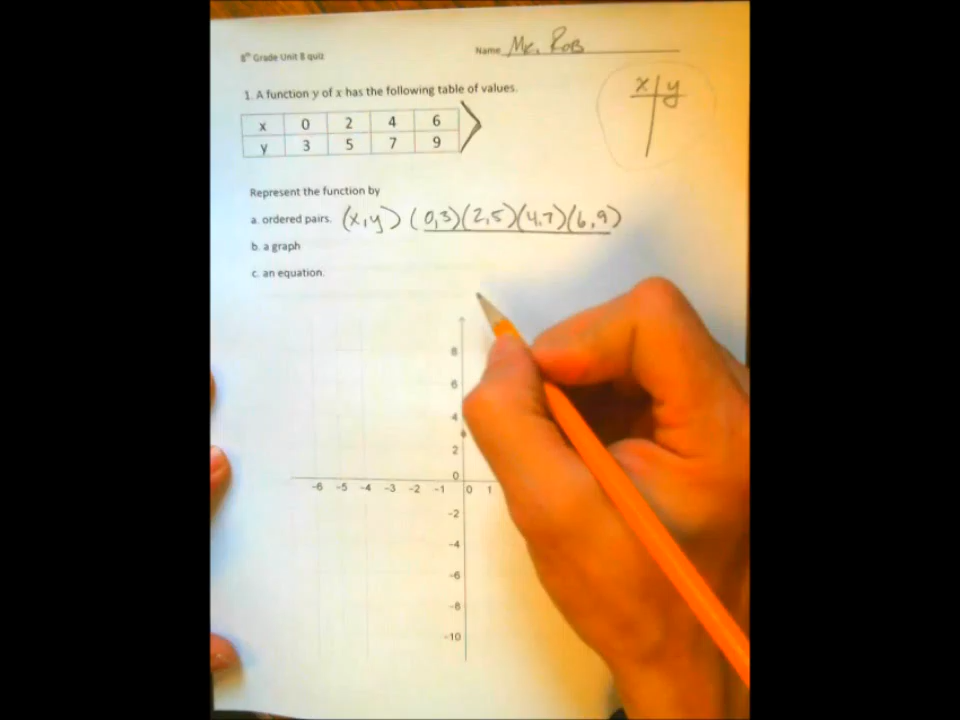 8th Grade Unit 8 quiz
Name Mr. Rob
1. A function y of x has the following table of values.
x | y
x 0 2 4 6
y 3 5 7 9
Represent the function by
a. ordered pairs. (x,y) (0,3)(2,5)(4,7)(6,9)
b. a graph
c. an equation.
8
6
4
2
0
-6 -5 -4 -3 -2 -1 0 1
-2
-4
-6
-8
-10